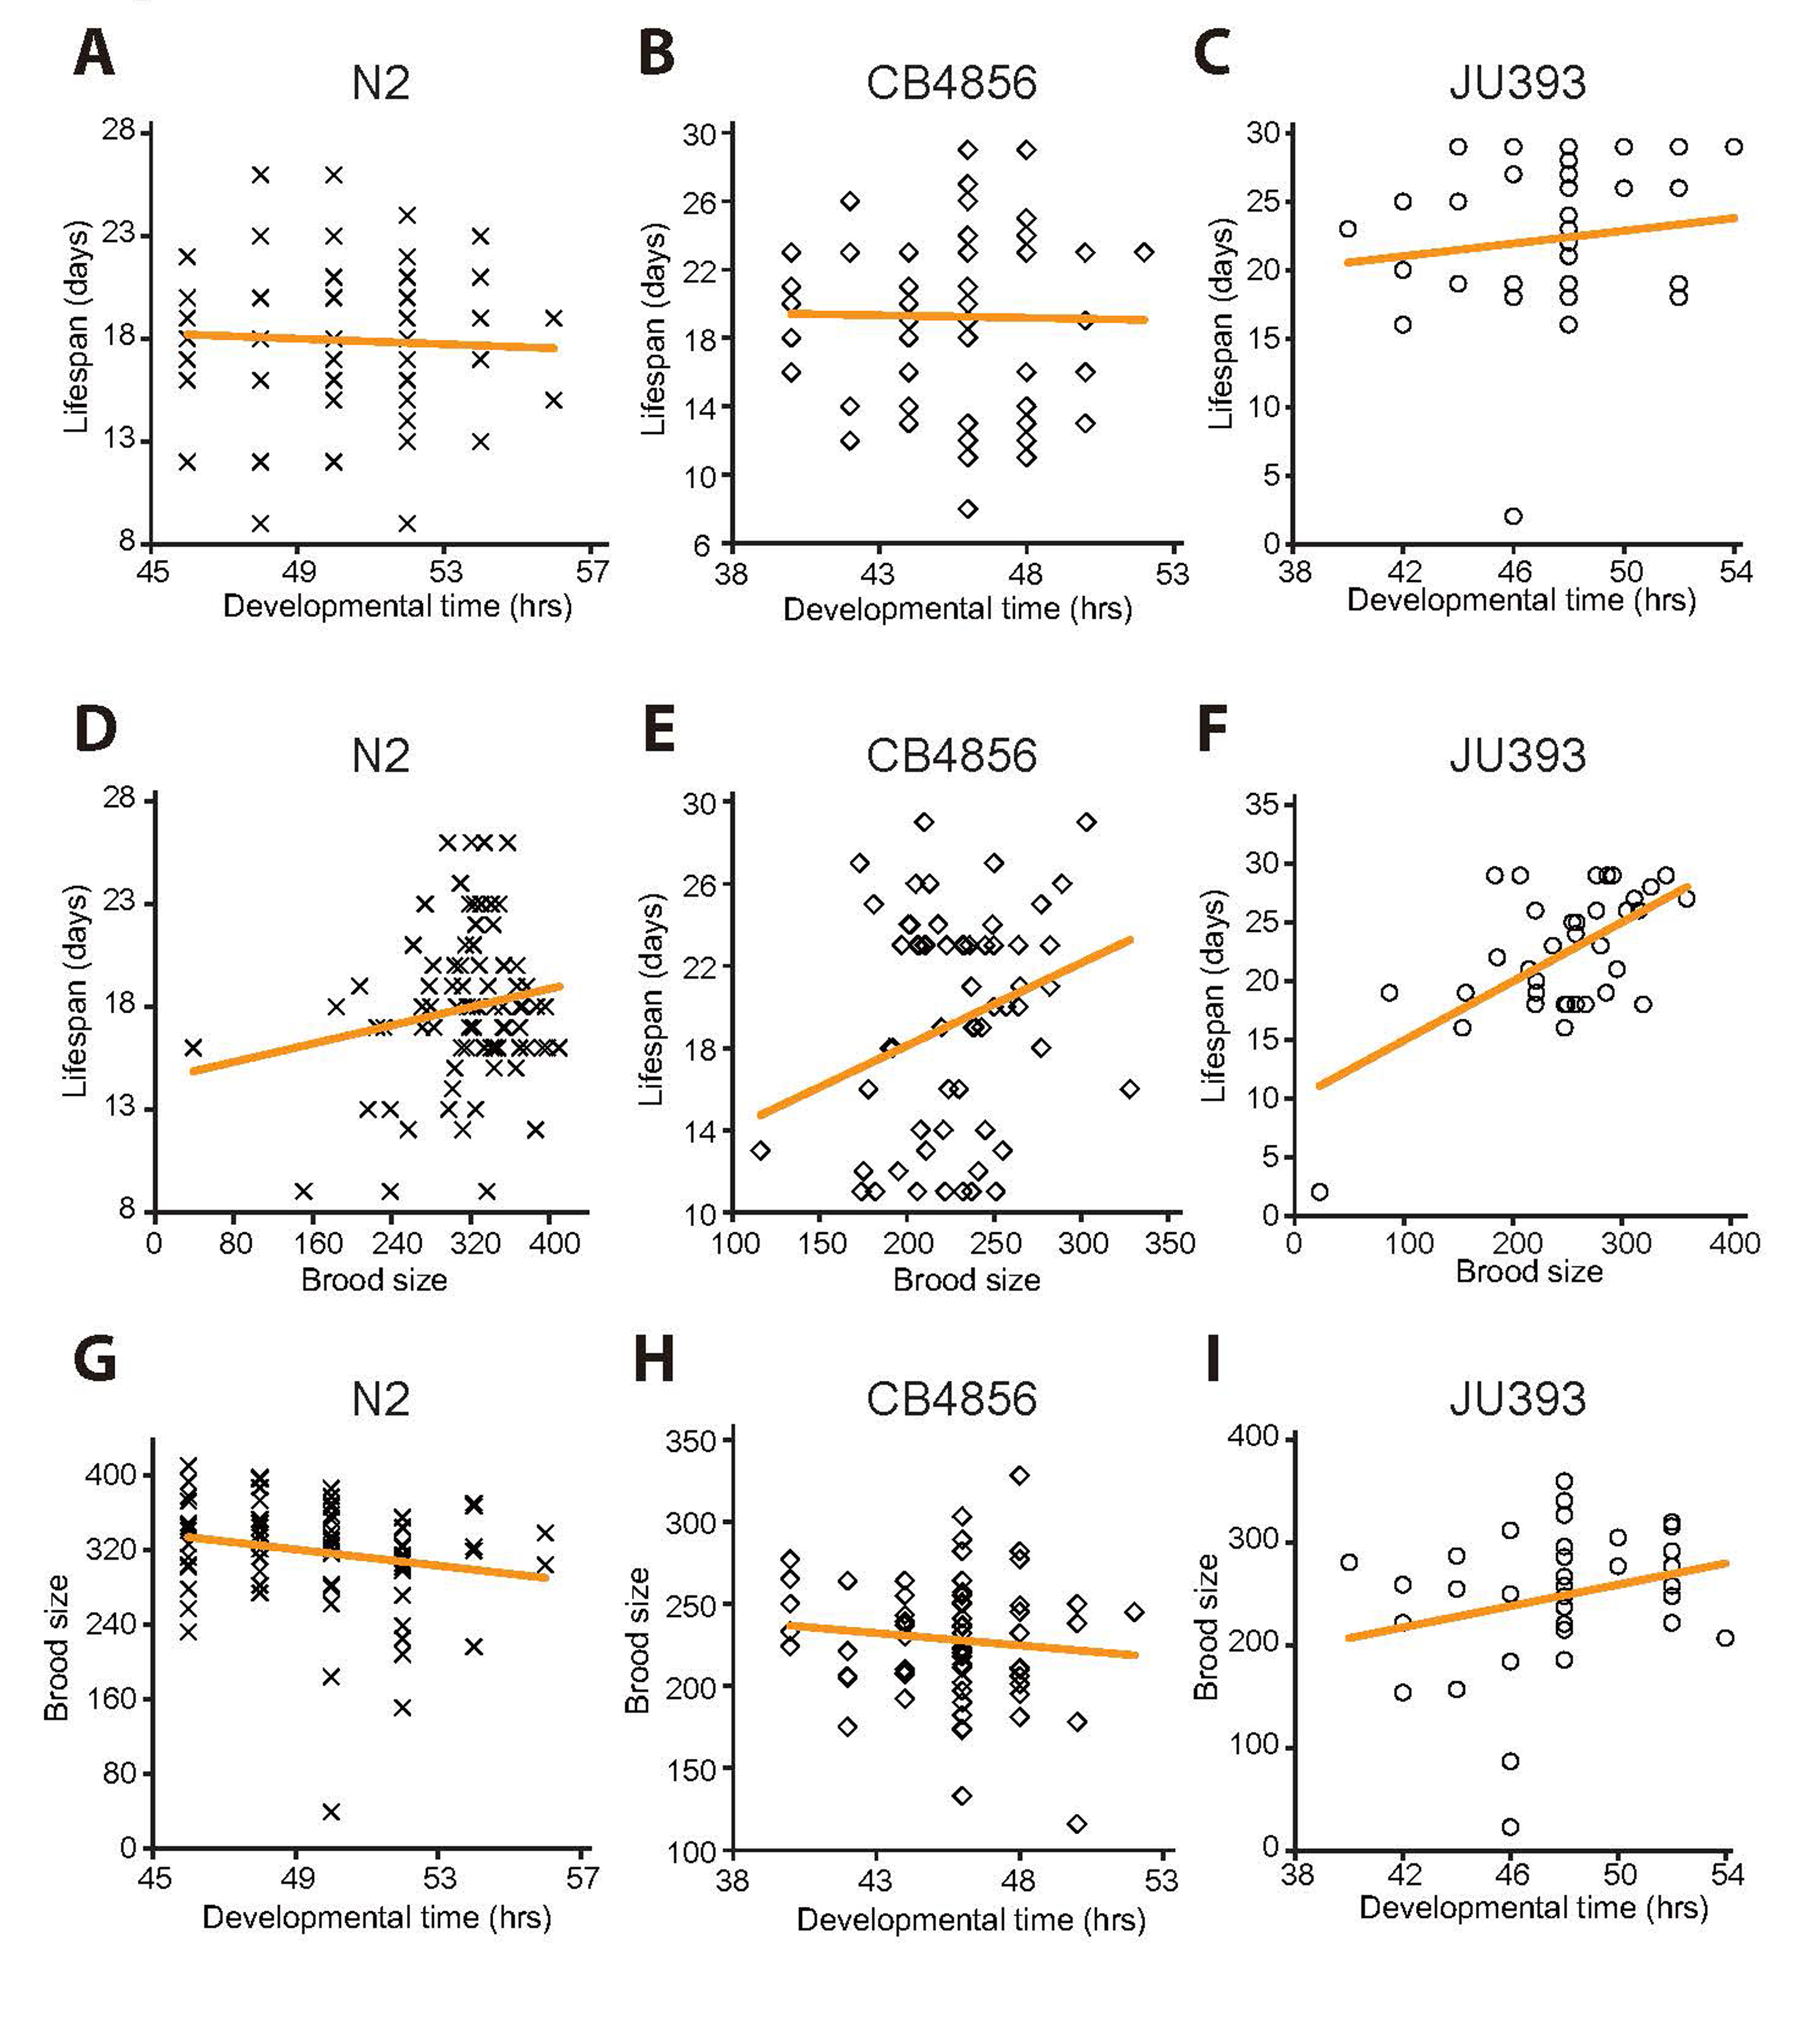 A
B
C
N2
CB4856
JU393
28
23
18
13
8
Lifespan (days)
45 49 53 57
Developmental time (hrs)
30
26
22
18
14
10
6
Lifespan (days)
38 43 48 53
Developmental time (hrs)
30
25
20
15
10
5
0
Lifespan (days)
38 42 46 50 54
Developmental time (hrs)
D
E
F
N2
CB4856
JU393
28
23
18
13
8
Lifespan (days)
0 80 160 240 320 400
Brood size
30
26
22
18
14
10
Lifespan (days)
100 150 200 250 300 350
Brood size
35
30
25
20
15
10
5
0
Lifespan (days)
0 100 200 300 400
Brood size
G
H
I
N2
CB4856
JU393
400
320
240
160
80
0
Brood size
45 49 53 57
Developmental time (hrs)
350
300
250
200
150
100
Brood size
38 43 48 53
Developmental time (hrs)
400
300
200
100
0
Brood size
38 42 46 50 54
Developmental time (hrs)